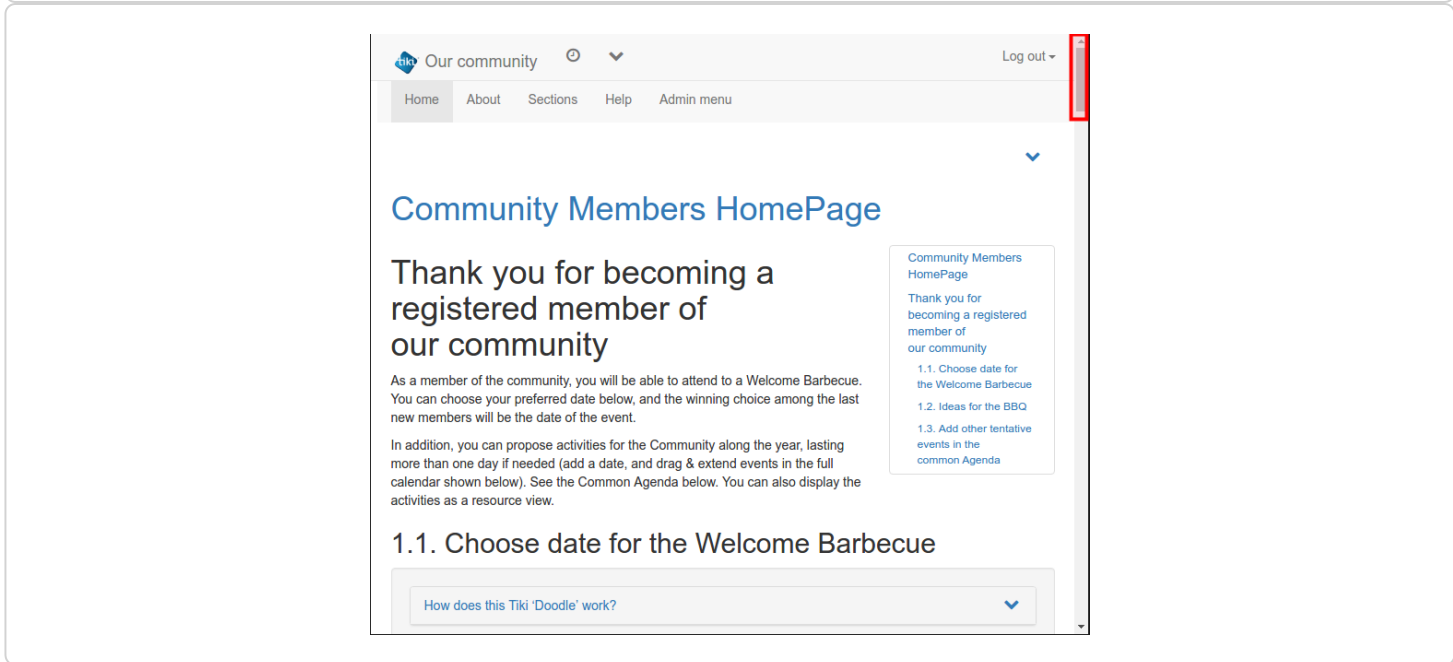 tiki Our community Log out
Home About Sections Help Admin menu
Community Members HomePage
Thank you for becoming a
registered member of
our community
As a member of the community, you will be able to attend to a Welcome Barbecue.
You can choose your preferred date below, and the winning choice among the last
new members will be the date of the event.
In addition, you can propose activities for the Community along the year, lasting
more than one day if needed (add a date, and drag & extend events in the full
calendar shown below). See the Common Agenda below. You can also display the
activities as a resource view.
Community Members
HomePage
Thank you for
becoming a registered
member of
our community
1.1. Choose date for
the Welcome Barbecue
1.2. Ideas for the BBQ
1.3. Add other tentative
events in the
common Agenda
1.1. Choose date for the Welcome Barbecue
How does this Tiki ‘Doodle’ work?